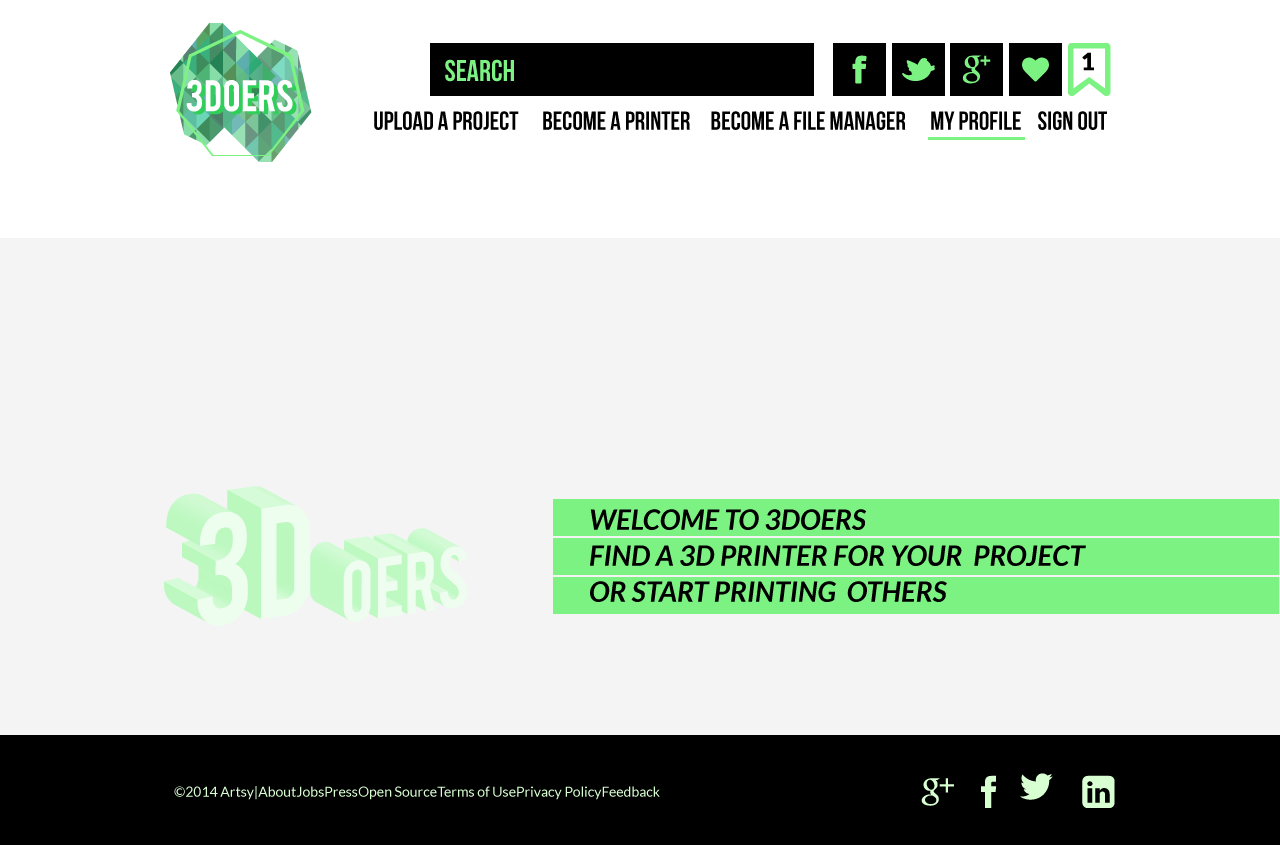 3DOERS
SEARCH
f
g+
1
UPLOAD A PROJECT BECOME A PRINTER BECOME A FILE MANAGER MY PROFILE SIGN OUT
3DOERS
WELCOME TO 3DOERS
FIND A 3D PRINTER FOR YOUR PROJECT
OR START PRINTING OTHERS
©2014 Artsy|AboutJobsPressOpen SourceTerms of UsePrivacy PolicyFeedback
g+ f in